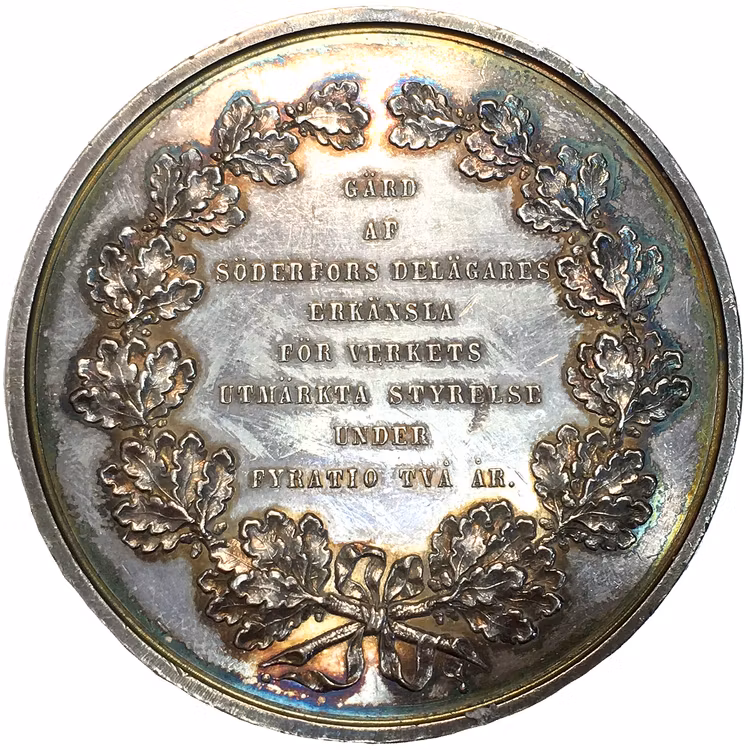 GÄRD
AF
SÖDERFORS DELÄGARES
ERKÄNSLA
FÖR VERKETS
UTMÄRKTA STYRELSE
UNDER
FYRATIO TVÅ ÅR.